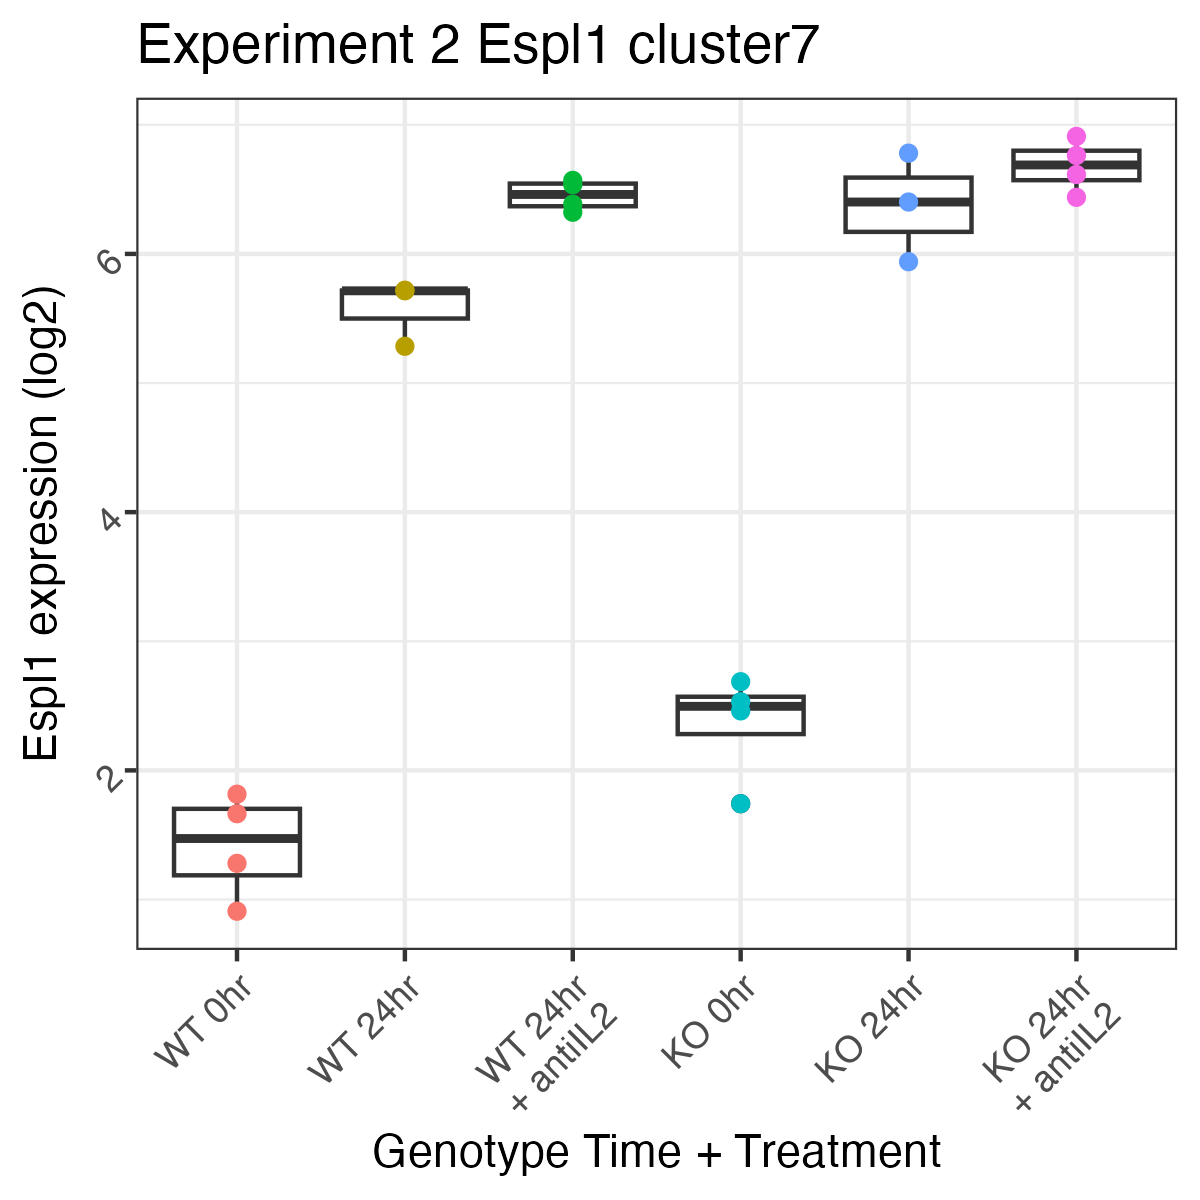 Experiment 2 Espl1 cluster7
Espl1 expression (log2)
6
4
2
WT 0hr
WT 24hr
WT 24hr
+ antiIL2
KO 0hr
KO 24hr
KO 24hr
+ antiIL2
Genotype Time + Treatment